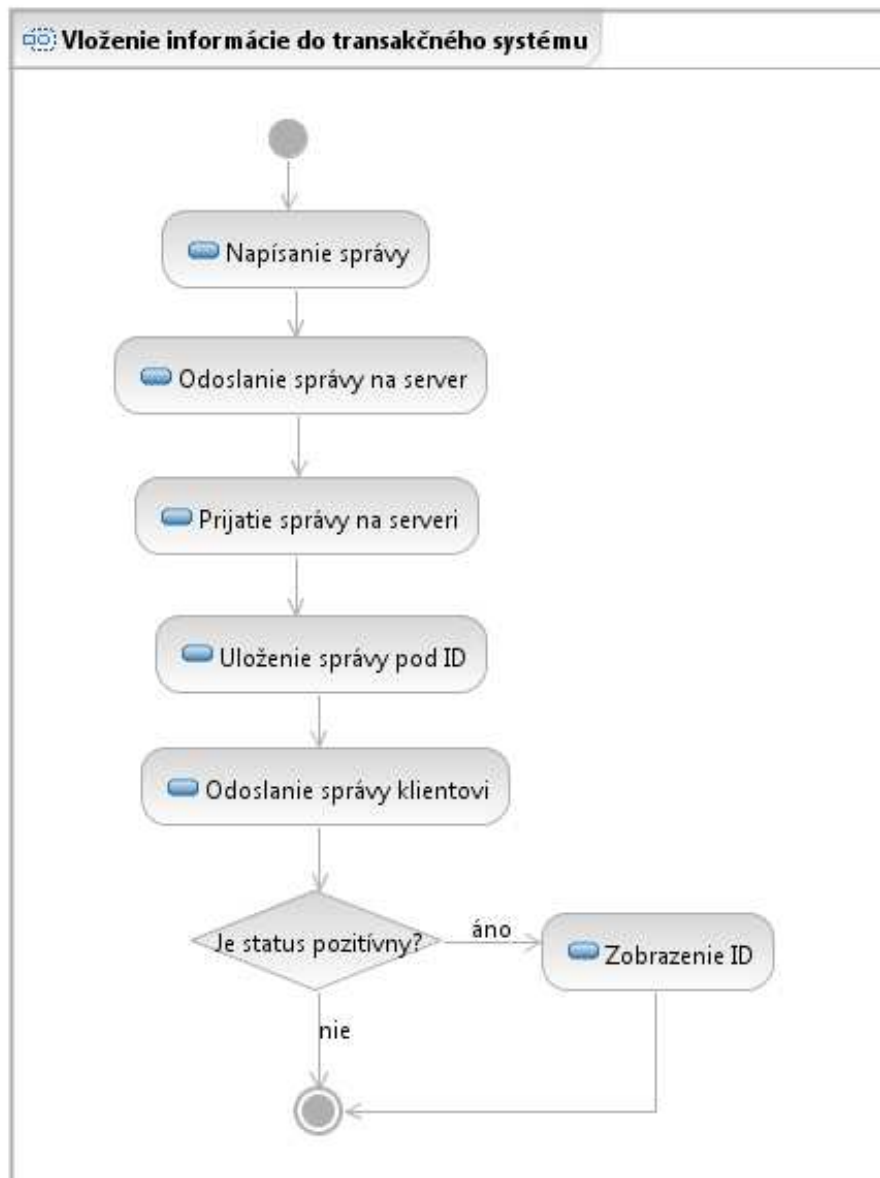 Vloženie informácie do transakčného systému
Napísanie správy
Odoslanie správy na server
Prijatie správy na serveri
Uloženie správy pod ID
Odoslanie správy klientovi
Je status pozitívny?
áno
Zobrazenie ID
nie